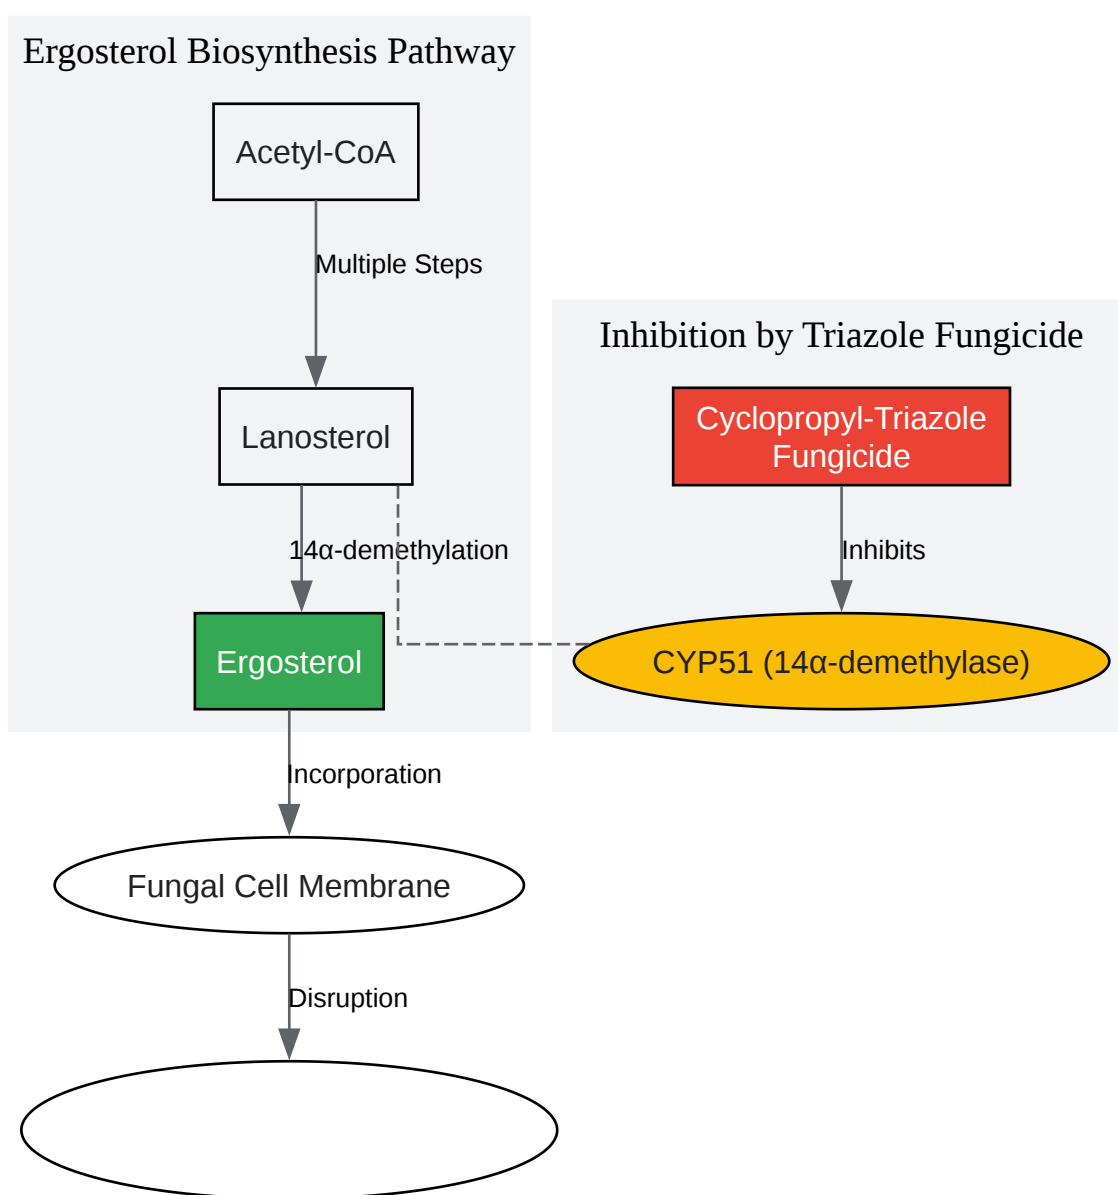 Ergosterol Biosynthesis Pathway
Acetyl-CoA
Multiple Steps
Inhibition by Triazole Fungicide
Cyclopropyl-Triazole
Fungicide
Lanosterol
14α-demethylation
Inhibits
Ergosterol
CYP51 (14α-demethylase)
Incorporation
Fungal Cell Membrane
Disruption